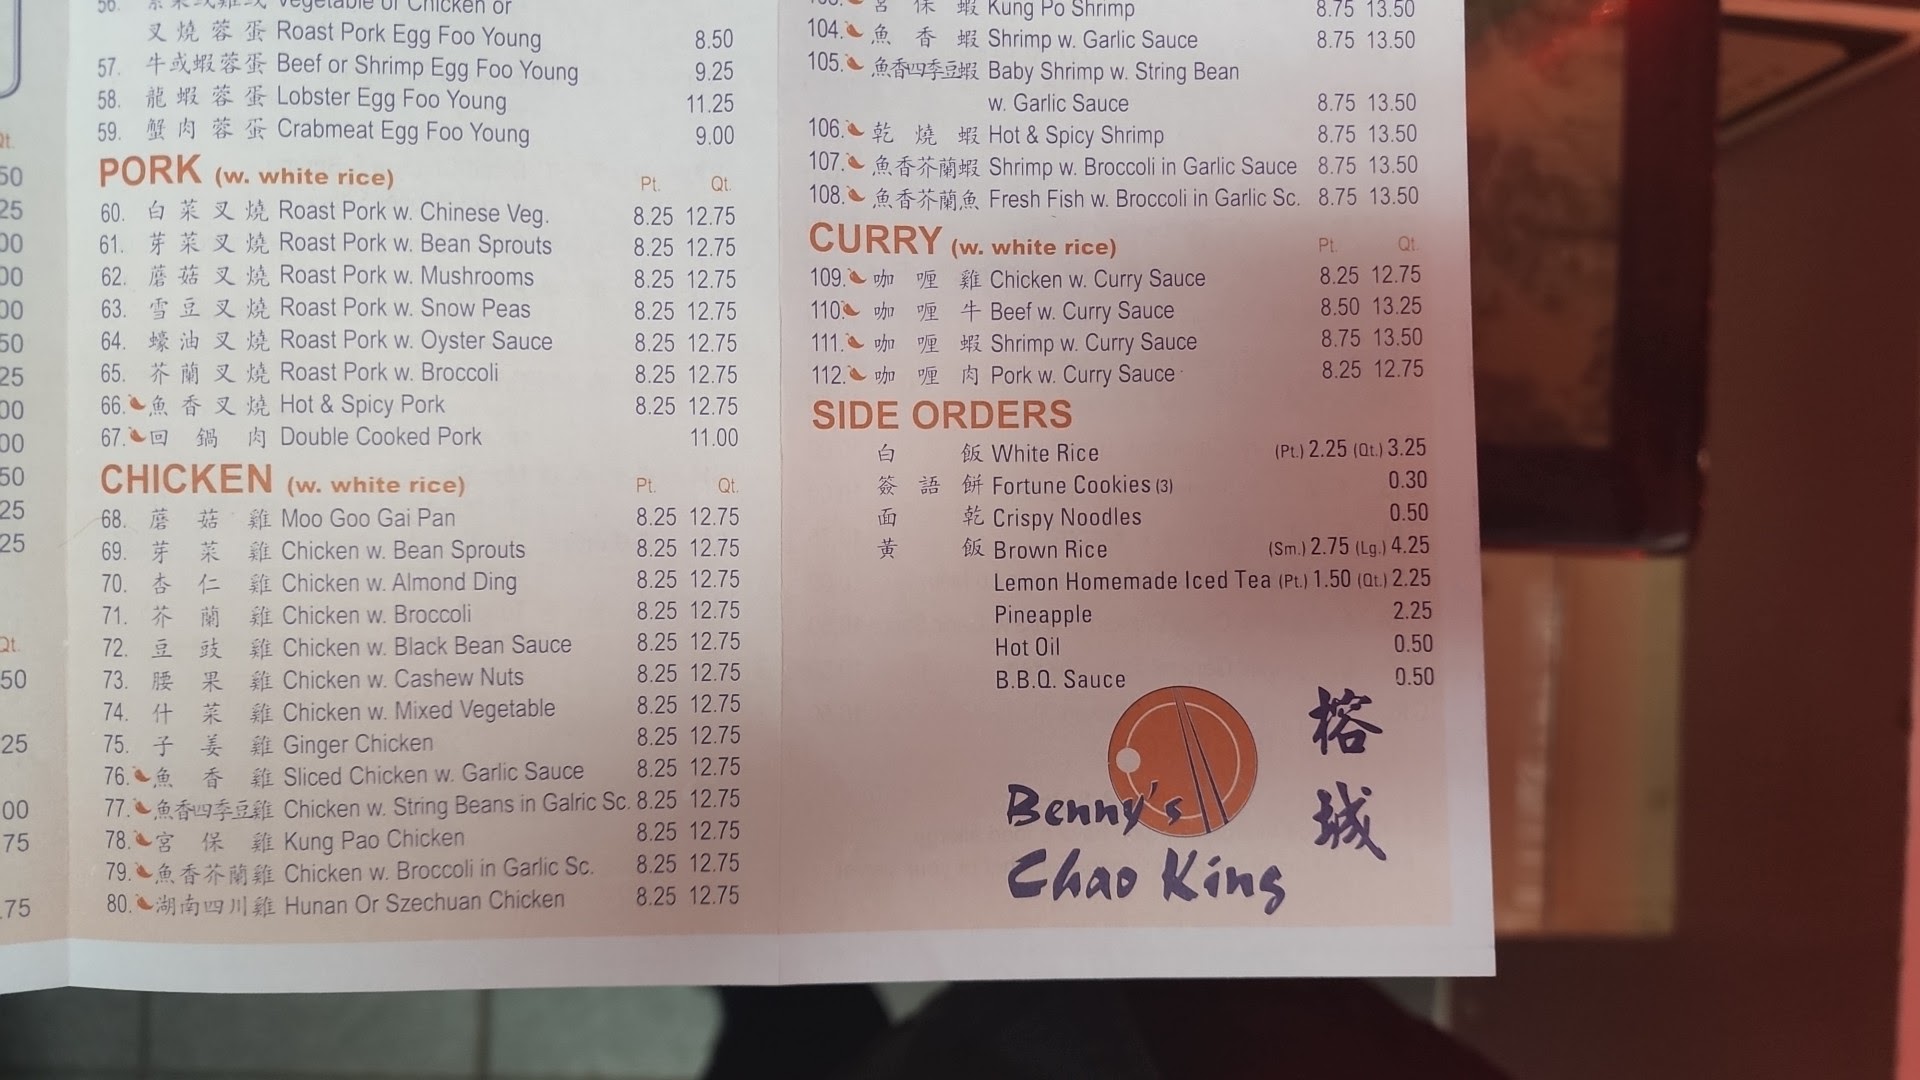 56. Vegetable or Chicken or
叉燒蓉蛋 Roast Pork Egg Foo Young 8.50
57. 牛或蝦蓉蛋 Beef or Shrimp Egg Foo Young 9.25
58. 龍蝦蓉蛋 Lobster Egg Foo Young 11.25
59. 蟹肉蓉蛋 Crabmeat Egg Foo Young 9.00
PORK (w. white rice) Pt. Qt.
60. 白菜叉燒 Roast Pork w. Chinese Veg. 8.25 12.75
61. 芽菜叉燒 Roast Pork w. Bean Sprouts 8.25 12.75
62. 蘑菇叉燒 Roast Pork w. Mushrooms 8.25 12.75
63. 雪豆叉燒 Roast Pork w. Snow Peas 8.25 12.75
64. 蠔油叉燒 Roast Pork w. Oyster Sauce 8.25 12.75
65. 芥蘭叉燒 Roast Pork w. Broccoli 8.25 12.75
66. 魚香叉燒 Hot & Spicy Pork 8.25 12.75
67. 回鍋肉 Double Cooked Pork 11.00
CHICKEN (w. white rice) Pt. Qt.
68. 蘑菇雞 Moo Goo Gai Pan 8.25 12.75
69. 芽菜雞 Chicken w. Bean Sprouts 8.25 12.75
70. 杏仁雞 Chicken w. Almond Ding 8.25 12.75
71. 芥蘭雞 Chicken w. Broccoli 8.25 12.75
72. 豆豉雞 Chicken w. Black Bean Sauce 8.25 12.75
73. 腰果雞 Chicken w. Cashew Nuts 8.25 12.75
74. 什菜雞 Chicken w. Mixed Vegetable 8.25 12.75
75. 子姜雞 Ginger Chicken 8.25 12.75
76. 魚香雞 Sliced Chicken w. Garlic Sauce 8.25 12.75
77. 魚香四季豆雞 Chicken w. String Beans in Galric Sc. 8.25 12.75
78. 宮保雞 Kung Pao Chicken 8.25 12.75
79. 魚香芥蘭雞 Chicken w. Broccoli in Garlic Sc. 8.25 12.75
80. 湖南四川雞 Hunan Or Szechuan Chicken 8.25 12.75
宮保蝦 Kung Po Shrimp 8.75 13.50
104. 魚香蝦 Shrimp w. Garlic Sauce 8.75 13.50
105. 魚香四季豆蝦 Baby Shrimp w. String Bean
w. Garlic Sauce 8.75 13.50
106. 乾燒蝦 Hot & Spicy Shrimp 8.75 13.50
107. 魚香芥蘭蝦 Shrimp w. Broccoli in Garlic Sauce 8.75 13.50
108. 魚香芥蘭魚 Fresh Fish w. Broccoli in Garlic Sc. 8.75 13.50
CURRY (w. white rice) Pt. Qt.
109. 咖喱雞 Chicken w. Curry Sauce 8.25 12.75
110. 咖喱牛 Beef w. Curry Sauce 8.50 13.25
111. 咖喱蝦 Shrimp w. Curry Sauce 8.75 13.50
112. 咖喱肉 Pork w. Curry Sauce 8.25 12.75
SIDE ORDERS
白飯 White Rice (Pt.) 2.25 (Qt.) 3.25
簽語餅 Fortune Cookies (3) 0.30
面乾 Crispy Noodles 0.50
黃飯 Brown Rice (Sm.) 2.75 (Lg.) 4.25
Lemon Homemade Iced Tea (Pt.) 1.50 (Qt.) 2.25
Pineapple 2.25
Hot Oil 0.50
B.B.Q. Sauce 0.50
Benny's
Chao King
榕城